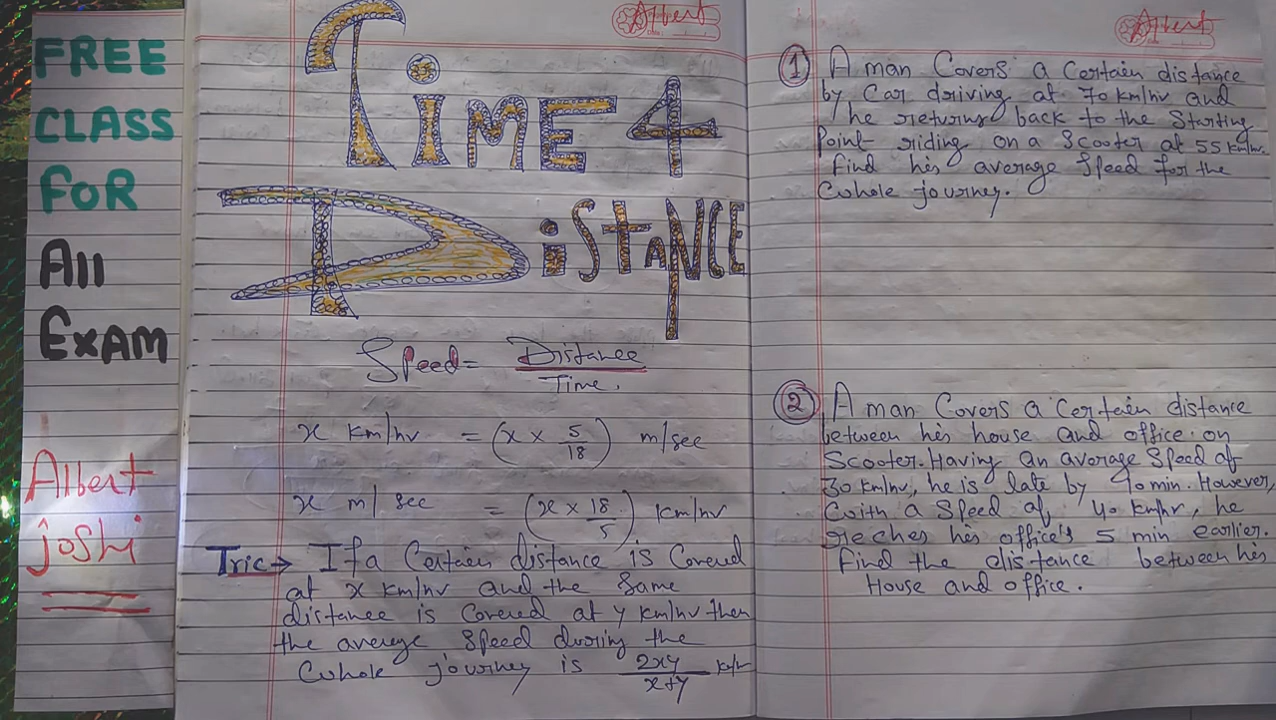 FREE
CLASS
FOR
All
EXAM
Albert
joshi
Albert
TIME 4
DISTANCE
Speed= Distance
Time.
x km/hr = (x × 5/18) m/sec
x m/sec = (x × 18/5) km/hr
Tric→ If a Certain distance is Covered
at x km/hr and the Same
distance is Covered at y km/hr then
the average Speed during the
Whole journey is 2xy/x+y km/hr
Albert
1 A man Covers a Certain distance
by Car driving at 70 km/hr and
he returns back to the Starting
Point riding on a Scooter at 55 km/hr.
find his average Speed for the
Whole journey.
2 A man Covers a Certain distance
between his house and office on
Scooter. Having an average Speed of
30 km/hr, he is late by 10 min. However,
with a Speed of 40 km/hr, he
reches his office's 5 min earlier.
find the distance between his
House and office.